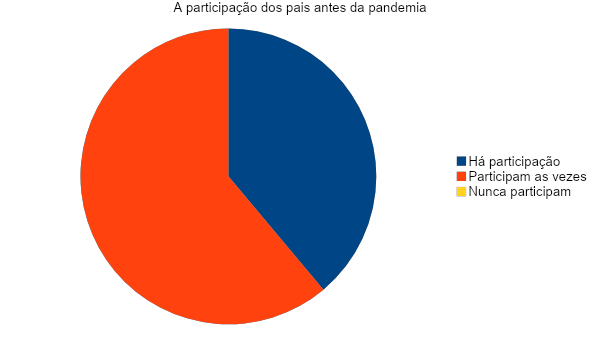 A participação dos pais antes da pandemia
Há participação
Participam as vezes
Nunca participam